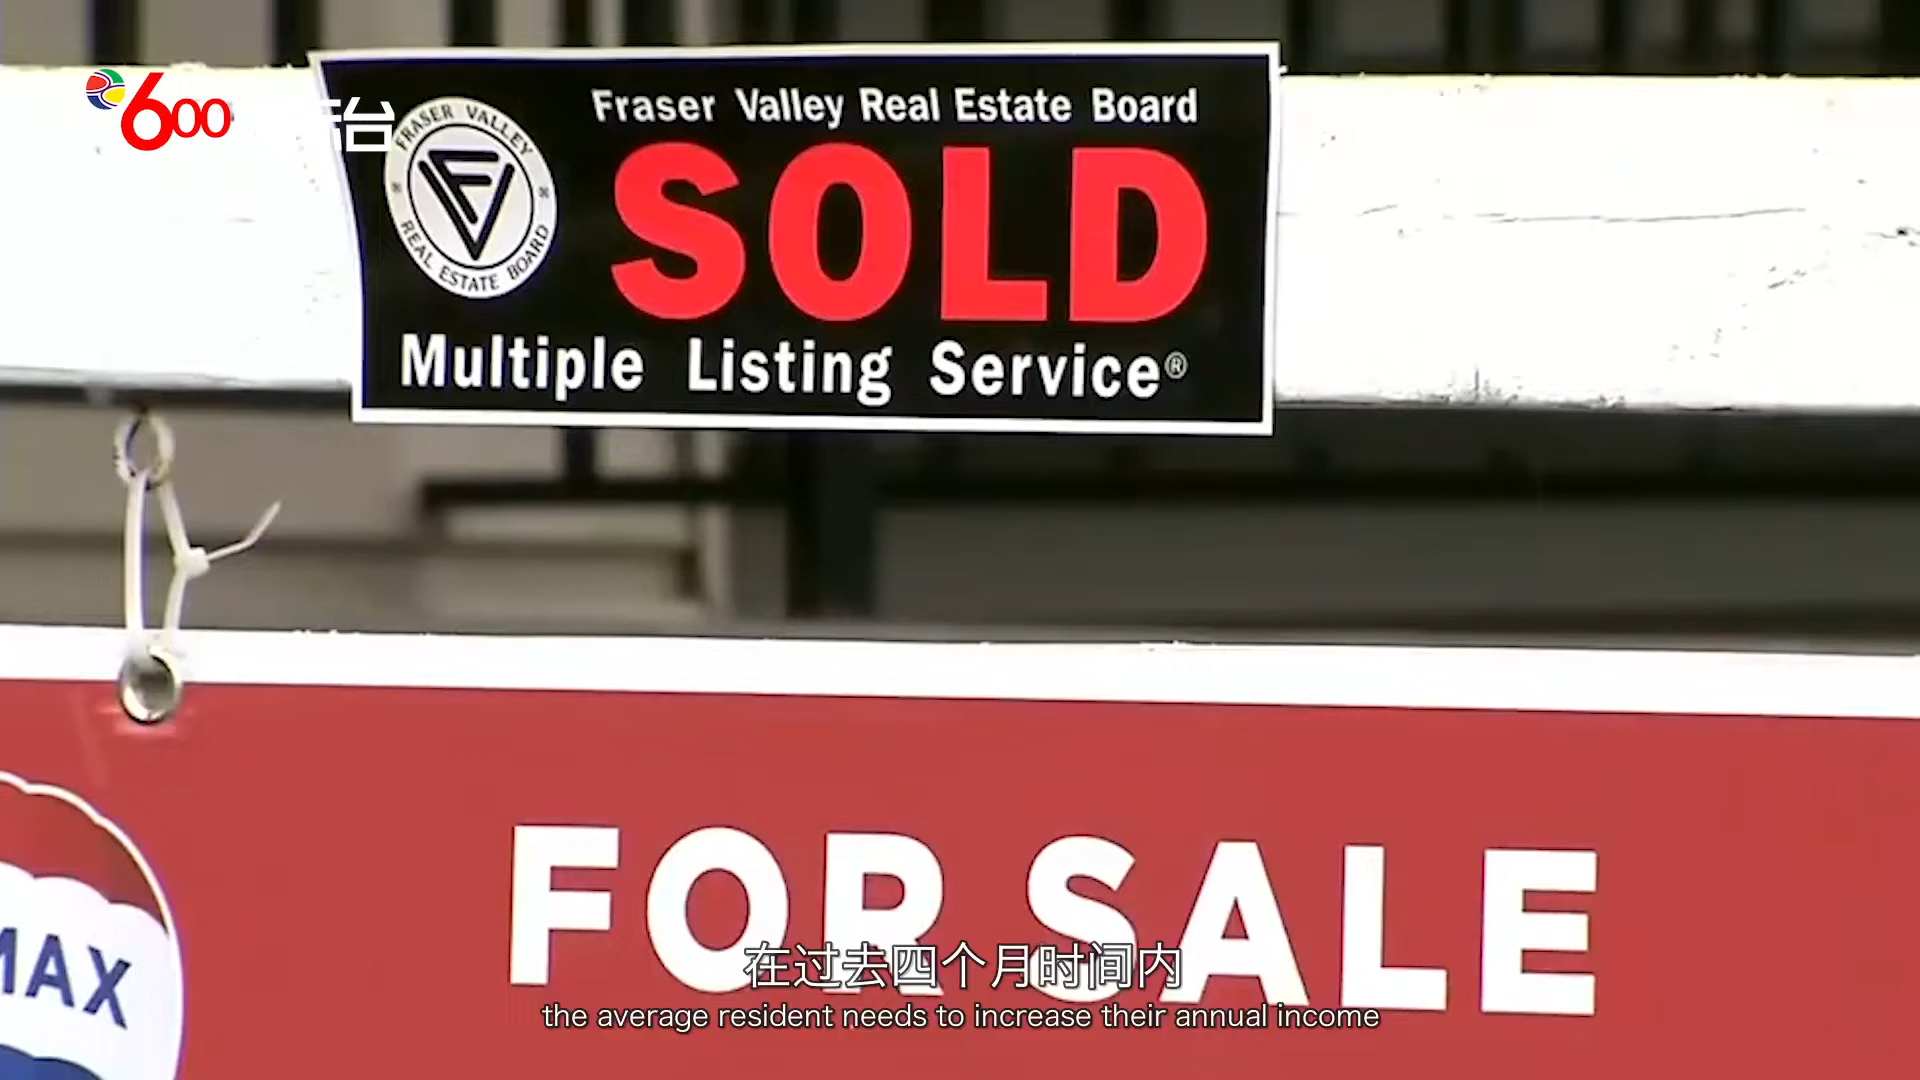 600
台
Fraser Valley Real Estate Board
FRASER VALLEY
REAL ESTATE BOARD
SOLD
Multiple Listing Service®
FOR SALE
MAX
在过去四个月时间内
the average resident needs to increase their annual income